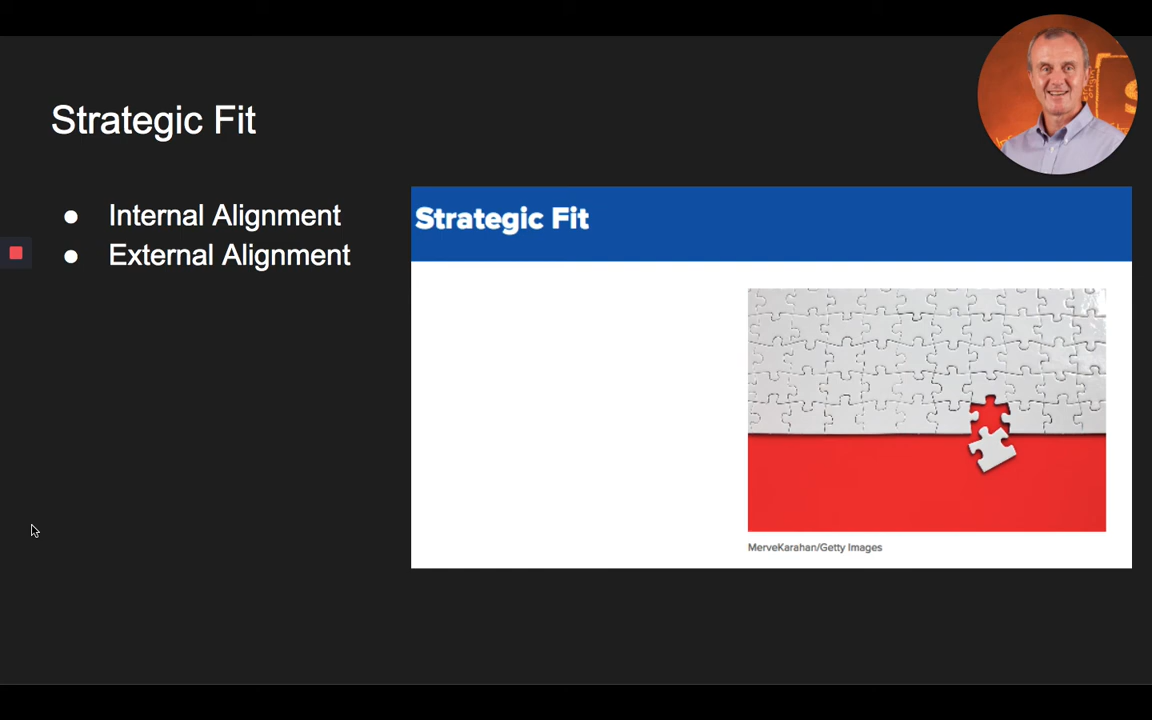 Strategic Fit
● Internal Alignment
● External Alignment
Strategic Fit
MerveKarahan/Getty Images